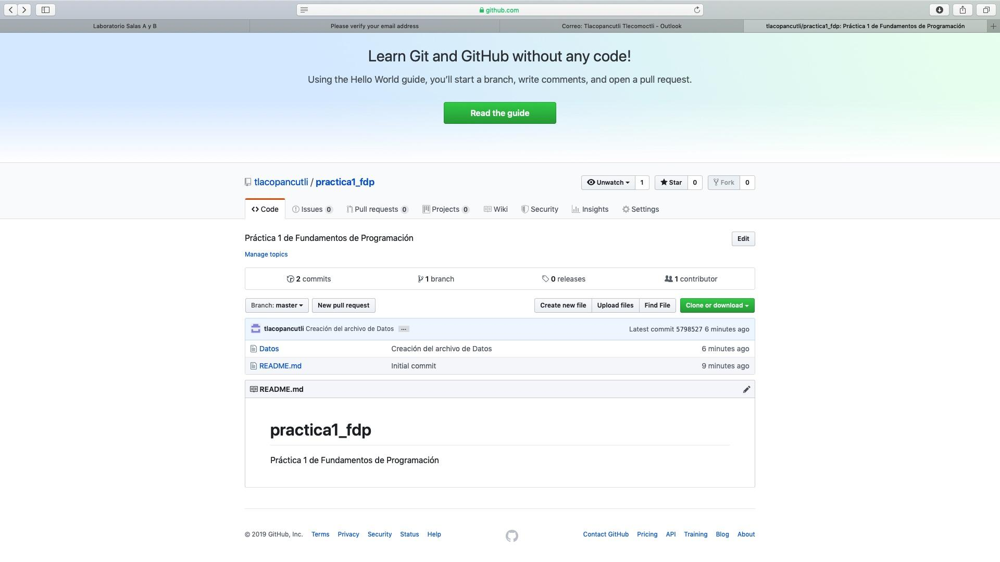 github.com
Laboratorio Salas A y B
Please verify your email address
Correo: Tlacopancutli Tlecomoctli - Outlook
tlacopancutli/practica1_fdp: Práctica 1 de Fundamentos de Programación
Learn Git and GitHub without any code!
Using the Hello World guide, you’ll start a branch, write comments, and open a pull request.
Read the guide
tlacopancutli / practica1_fdp
Unwatch 1 Star 0 Fork 0
Code Issues 0 Pull requests 0 Projects 0 Wiki Security Insights Settings
Práctica 1 de Fundamentos de Programación
Edit
Manage topics
2 commits 1 branch 0 releases 1 contributor
Branch: master New pull request Create new file Upload files Find File Clone or download
tlacopancutli Creación del archivo de Datos ... Latest commit 5798527 6 minutes ago
Datos Creación del archivo de Datos 6 minutes ago
README.md Initial commit 9 minutes ago
README.md
practica1_fdp
Práctica 1 de Fundamentos de Programación
© 2019 GitHub, Inc. Terms Privacy Security Status Help Contact GitHub Pricing API Training Blog About